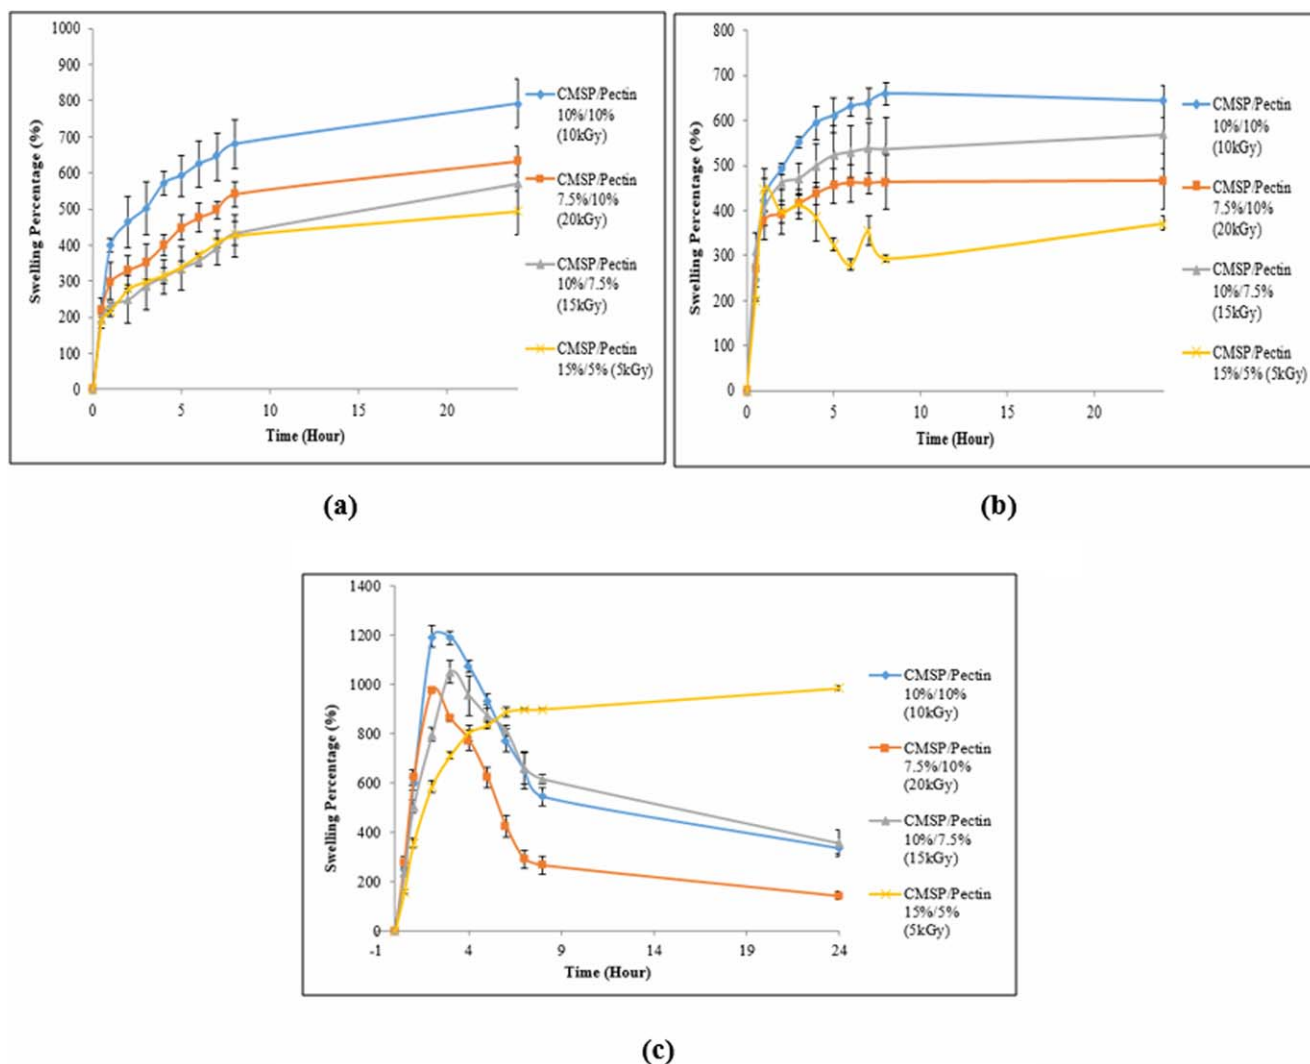 1000
900
800
700
600
500
400
300
200
100
0
Swelling Percentage (%)
0
5
10
15
20
Time (Hour)
CMSP/Pectin
10%/10%
(10kGy)
CMSP/Pectin
7.5%/10%
(20kGy)
CMSP/Pectin
10%/7.5%
(15kGy)
CMSP/Pectin
15%/5% (5kGy)
(a)
800
700
600
500
400
300
200
100
0
Swelling Percentage (%)
0
5
10
15
20
Time (Hour)
CMSP/Pectin
10%/10%
(10kGy)
CMSP/Pectin
7.5%/10%
(20kGy)
CMSP/Pectin
10%/7.5%
(15kGy)
CMSP/Pectin
15%/5% (5kGy)
(b)
1400
1200
1000
800
600
400
200
0
Swelling Percentage (%)
-1
4
9
14
19
24
Time (Hour)
CMSP/Pectin
10%/10%
(10kGy)
CMSP/Pectin
7.5%/10%
(20kGy)
CMSP/Pectin
10%/7.5%
(15kGy)
CMSP/Pectin
15%/5%
(5kGy)
(c)